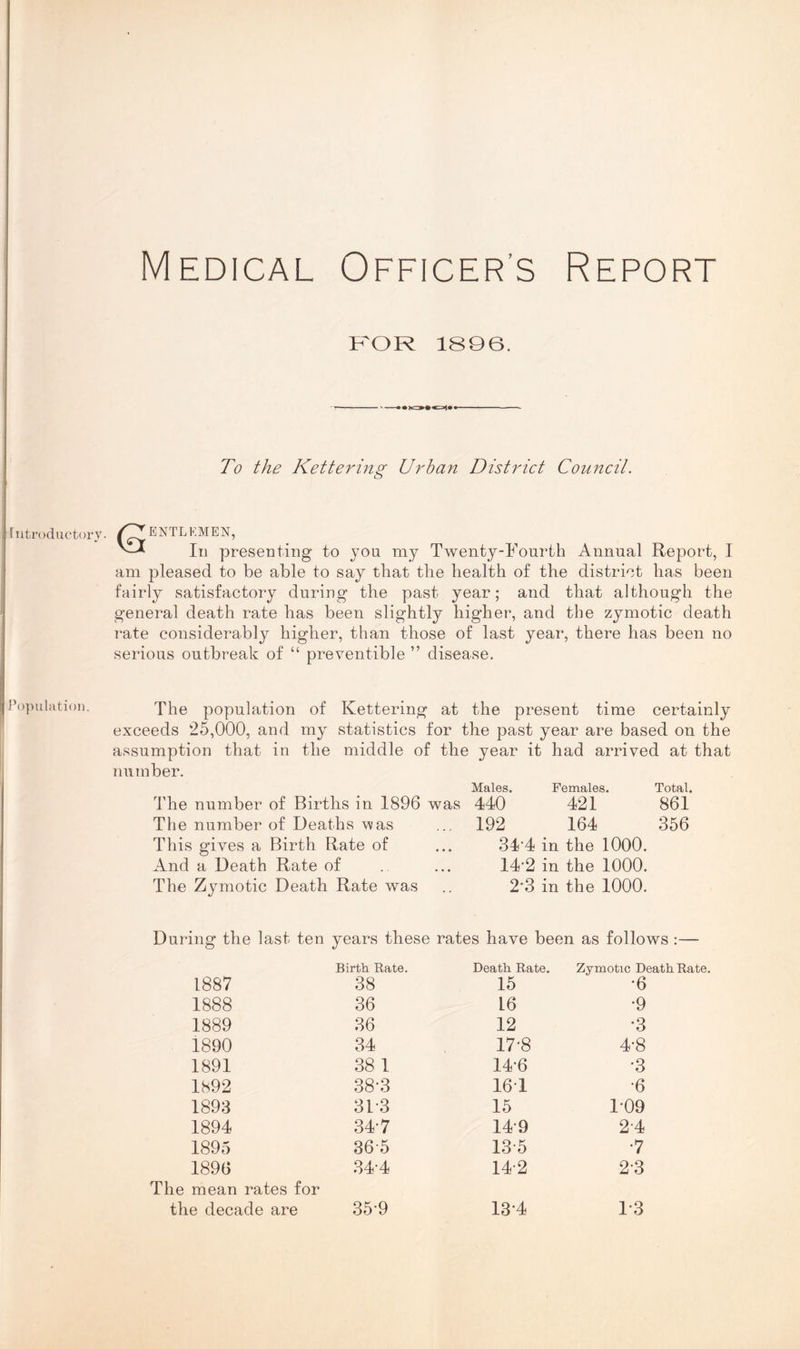 MEDICAL OFFICER'S REPORT
FOR 1896.
To the Kettering Urban District Council.
Introductory.
GENTLEMEN,
In presenting to you my Twenty-Fourth Annual Report, I
am pleased to be able to say that the health of the district has been
fairly satisfactory during the past year; and that although the
general death rate has been slightly higher, and the zymotic death
rate considerably higher, than those of last year, there has been no
serious outbreak of “ preventible ” disease.
Population.
The population of Kettering at the present time certainly
exceeds 25,000, and my statistics for the past year are based on the
assumption that in the middle of the year it had arrived at that
number.
Males. Females. Total.
The number of Births in 1896 was 440 421 861
The number of Deaths was ... 192 164 356
This gives a Birth Rate of ... 34·4 in the 1000.
And a Death Rate of .. ... 14·2 in the 1000.
The Zymotic Death Rate was .. 2·3 in the 1000.
During the last ten years these rates have been as follows :—
Birth Rate. Death Rate. Zymotic Death Rate.
1887 38 15 ·6
1888 36 16 ·9
1889 36 12 ·3
1890 34 17·8 4·8
1891 38 1 14·6 ·3
1892 38·3 16·1 ·6
1893 31·3 15 1·09
1894 34·7 14·9 2·4
1895 36·5 13·5 ·7
1896 34·4 14·2 2·3
The mean rates for
the decade are 35·9 13·4 1·3